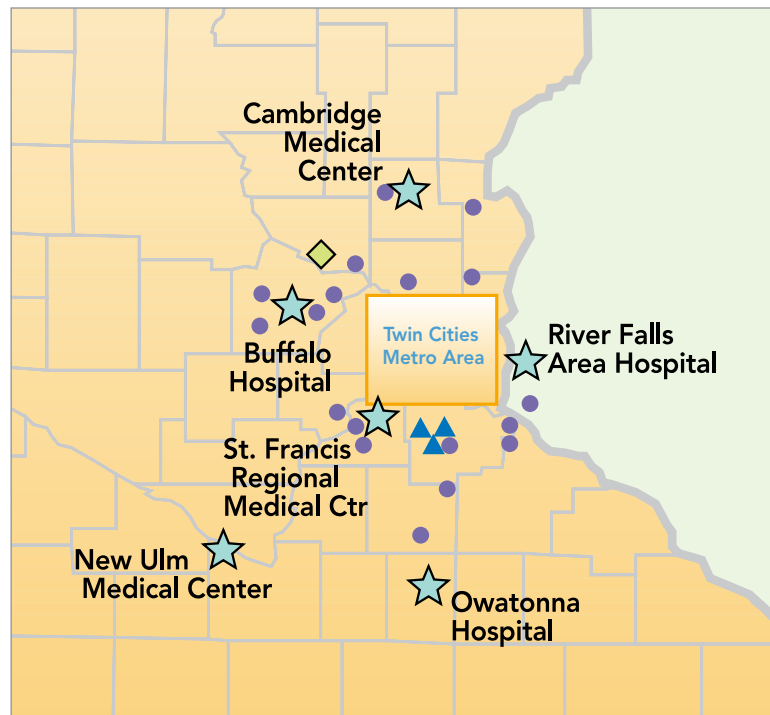 Cambridge
Medical
Center
Twin Cities
Metro Area
River Falls
Area Hospital
Buffalo
Hospital
St. Francis
Regional
Medical Ctr
New Ulm
Medical Center
Owatonna
Hospital